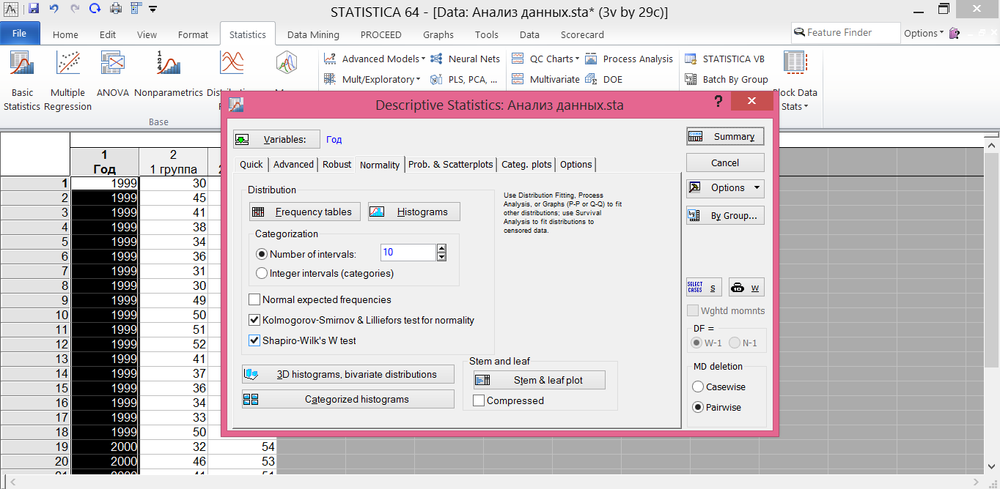 STATISTICA 64 - [Data: Анализ данных.sta* (3v by 29c)]
File Home Edit View Format Statistics Data Mining PROCEED Graphs Tools Data Scorecard Feature Finder Options
Advanced Models Neural Nets QC Charts Process Analysis STATISTICA VB
Mult/Exploratory PLS, PCA, ... Multivariate DOE Batch By Group
Basic Statistics
Multiple Regression
ANOVA
Nonparametrics
Block Data Stats
Base
Descriptive Statistics: Анализ данных.sta
?
Variables: Год
Quick Advanced Robust Normality Prob. & Scatterplots Categ. plots Options
Distribution
Frequency tables Histograms
Categorization
Number of intervals: 10
Integer intervals (categories)
Normal expected frequencies
Kolmogorov-Smirnov & Lilliefors test for normality
Shapiro-Wilk's W test
3D histograms, bivariate distributions
Categorized histograms
Use Distribution Fitting, Process
Analysis, or Graphs (P-P or Q-Q) to fit
other distributions; use Survival
Analysis to fit distributions to
censored data.
Stem and leaf
Stem & leaf plot
Compressed
Summary
Cancel
Options
By Group...
SELECT CASES S W
Wghtd momnts
DF =
W-1 N-1
MD deletion
Casewise
Pairwise
1 2
Год 1 группа
1 1999 30
2 1999 45
3 1999 41
4 1999 38
5 1999 34
6 1999 36
7 1999 31
8 1999 30
9 1999 49
10 1999 50
11 1999 51
12 1999 52
13 1999 41
14 1999 37
15 1999 36
16 1999 34
17 1999 33
18 1999 50
19 2000 32 54
20 2000 46 53